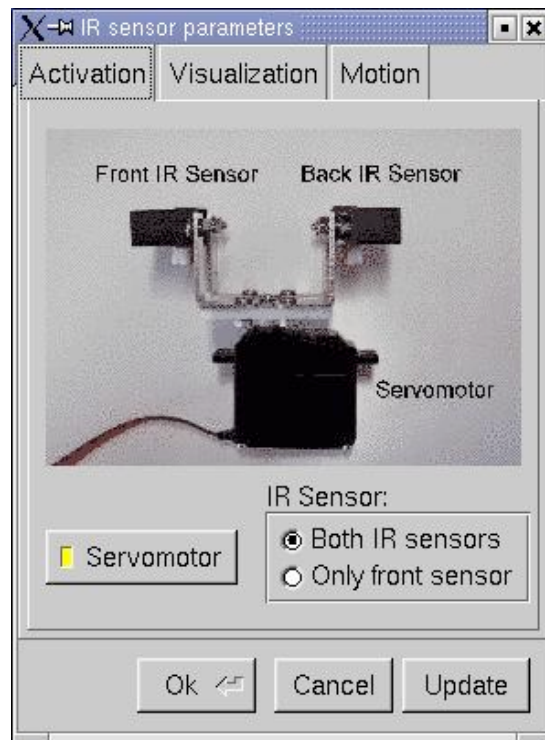 IR sensor parameters
Activation Visualization Motion
Front IR Sensor Back IR Sensor
Servomotor
IR Sensor:
Servomotor
Both IR sensors
Only front sensor
Ok Cancel Update